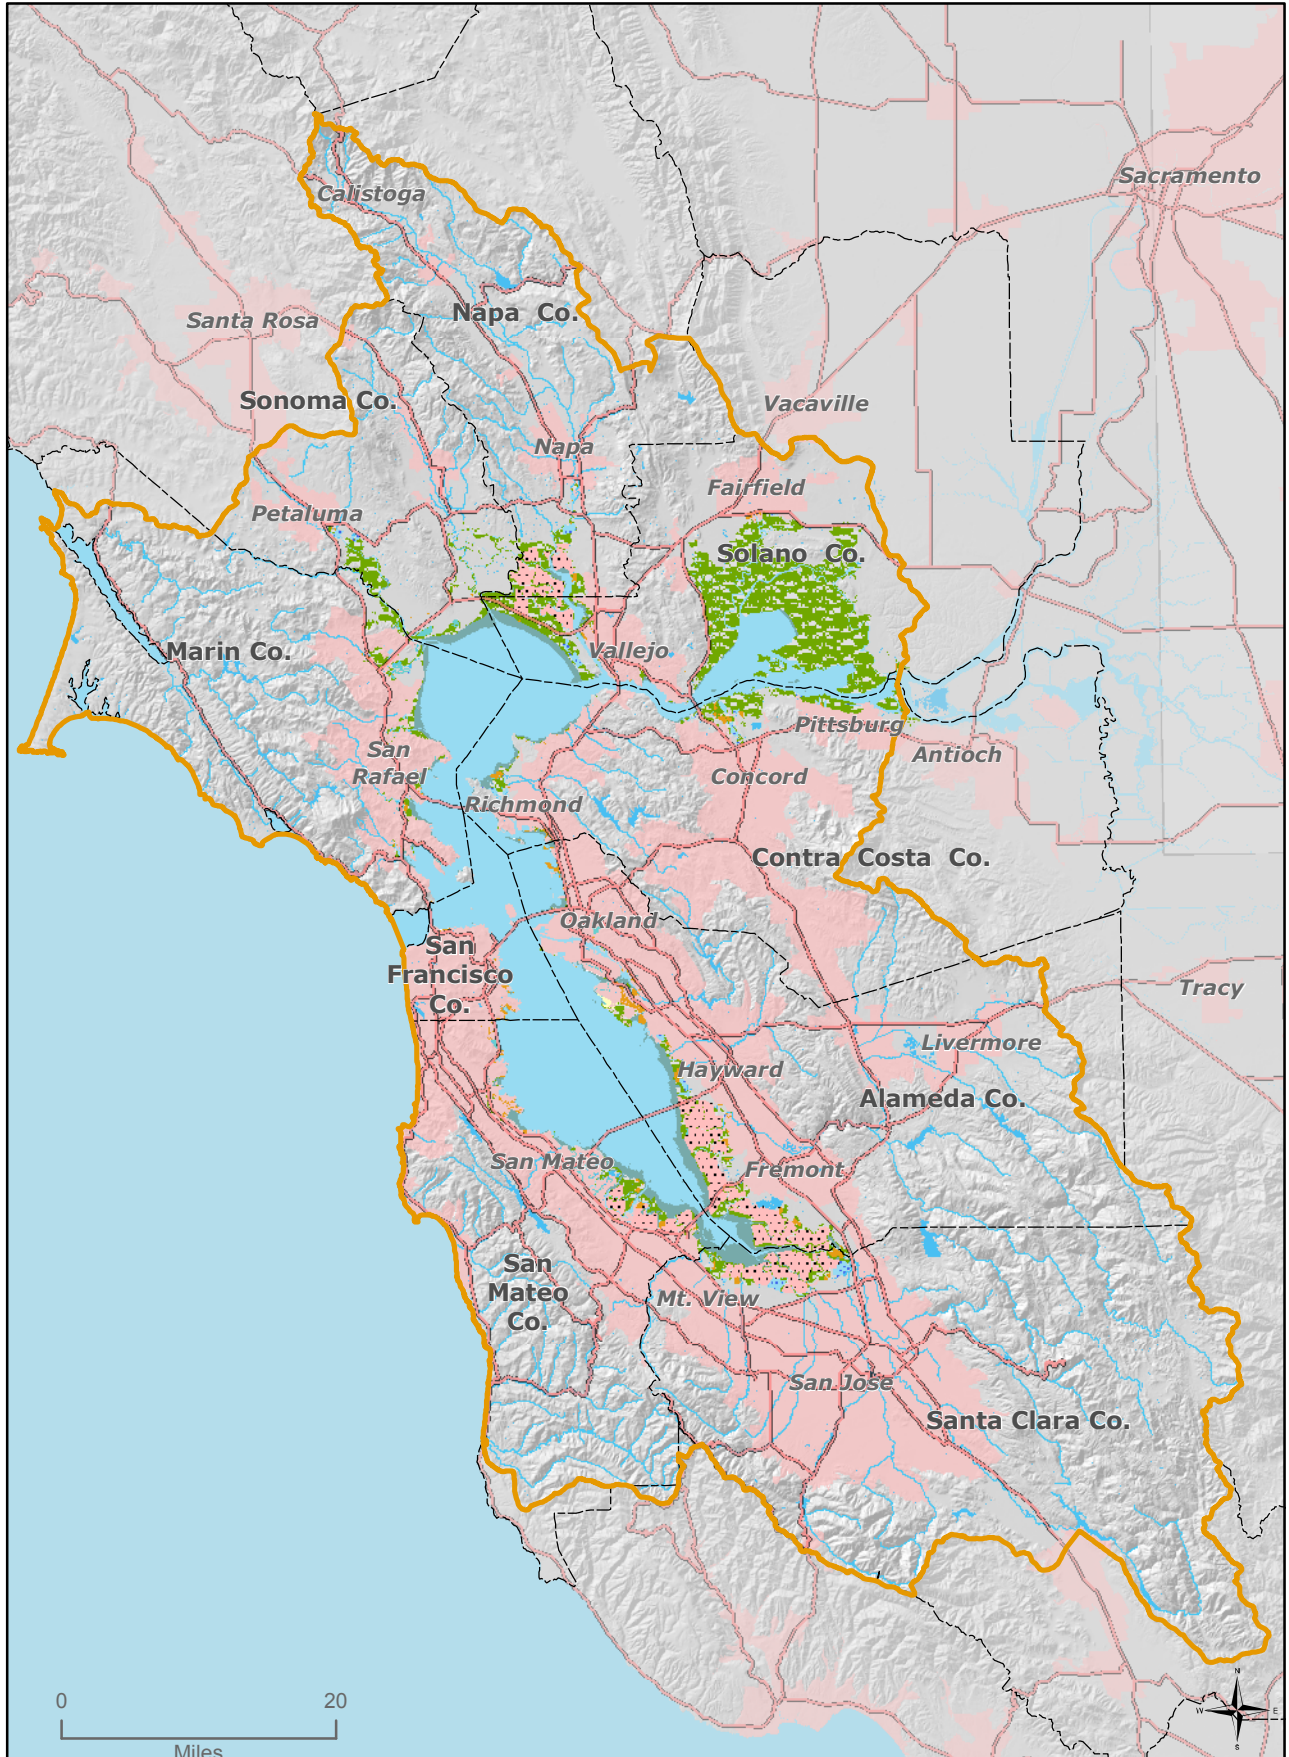 Sacramento
Calistoga
Napa Co.
Santa Rosa
Sonoma Co.
Vacaville
Napa
Fairfield
Petaluma
Solano Co.
Marin Co.
Vallejo
Pittsburg
San
Rafael
Antioch
Concord
Richmond
Contra Costa Co.
Oakland
San
Francisco
Co.
Tracy
Livermore
Hayward
Alameda Co.
San Mateo
Fremont
San
Mateo
Co.
Mt. View
San Jose
Santa Clara Co.
N
0 20
W E
S
Miles